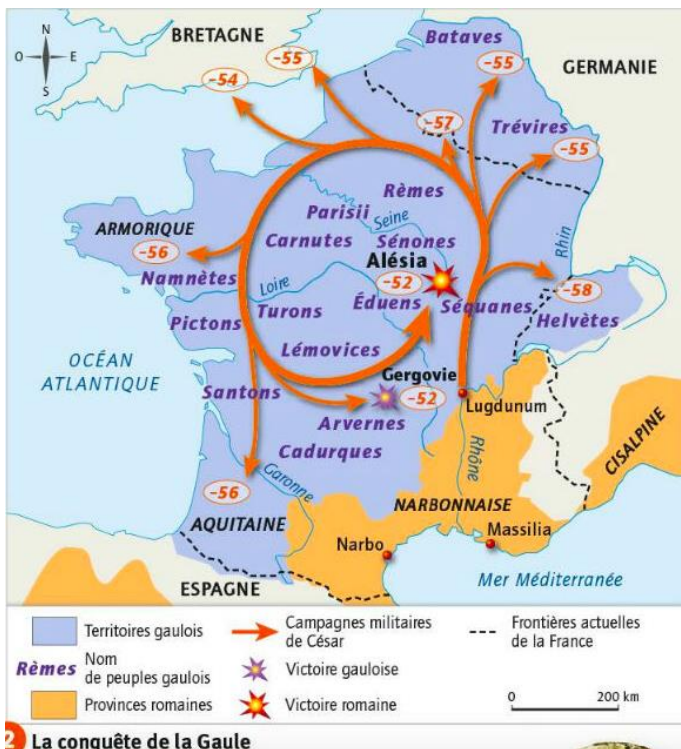 N
O
E
S
BRETAGNE
-55
-54
Bataves
-55
GERMANIE
-57
Trévires
-55
Rèmes
Parisii
Seine
ARMORIQUE
Carnutes
Sénones
Rhin
-56
Alésia
Namnètes
Loire
-52
-58
Éduens
Séquanes
Turons
Pictons
Helvètes
OCÉAN
ATLANTIQUE
Lémovices
Gergovie
Santons
-52
Lugdunum
Arvernes
Cadurques
CISALPINE
Rhône
Garonne
-56
NARBONNAISE
AQUITAINE
Massilia
Narbo
Mer Méditerranée
ESPAGNE
Territoires gaulois
Campagnes militaires
de César
Frontières actuelles
de la France
Rèmes
Nom
de peuples gaulois
Victoire gauloise
Provinces romaines
Victoire romaine
0
200 km
2 La conquête de la Gaule